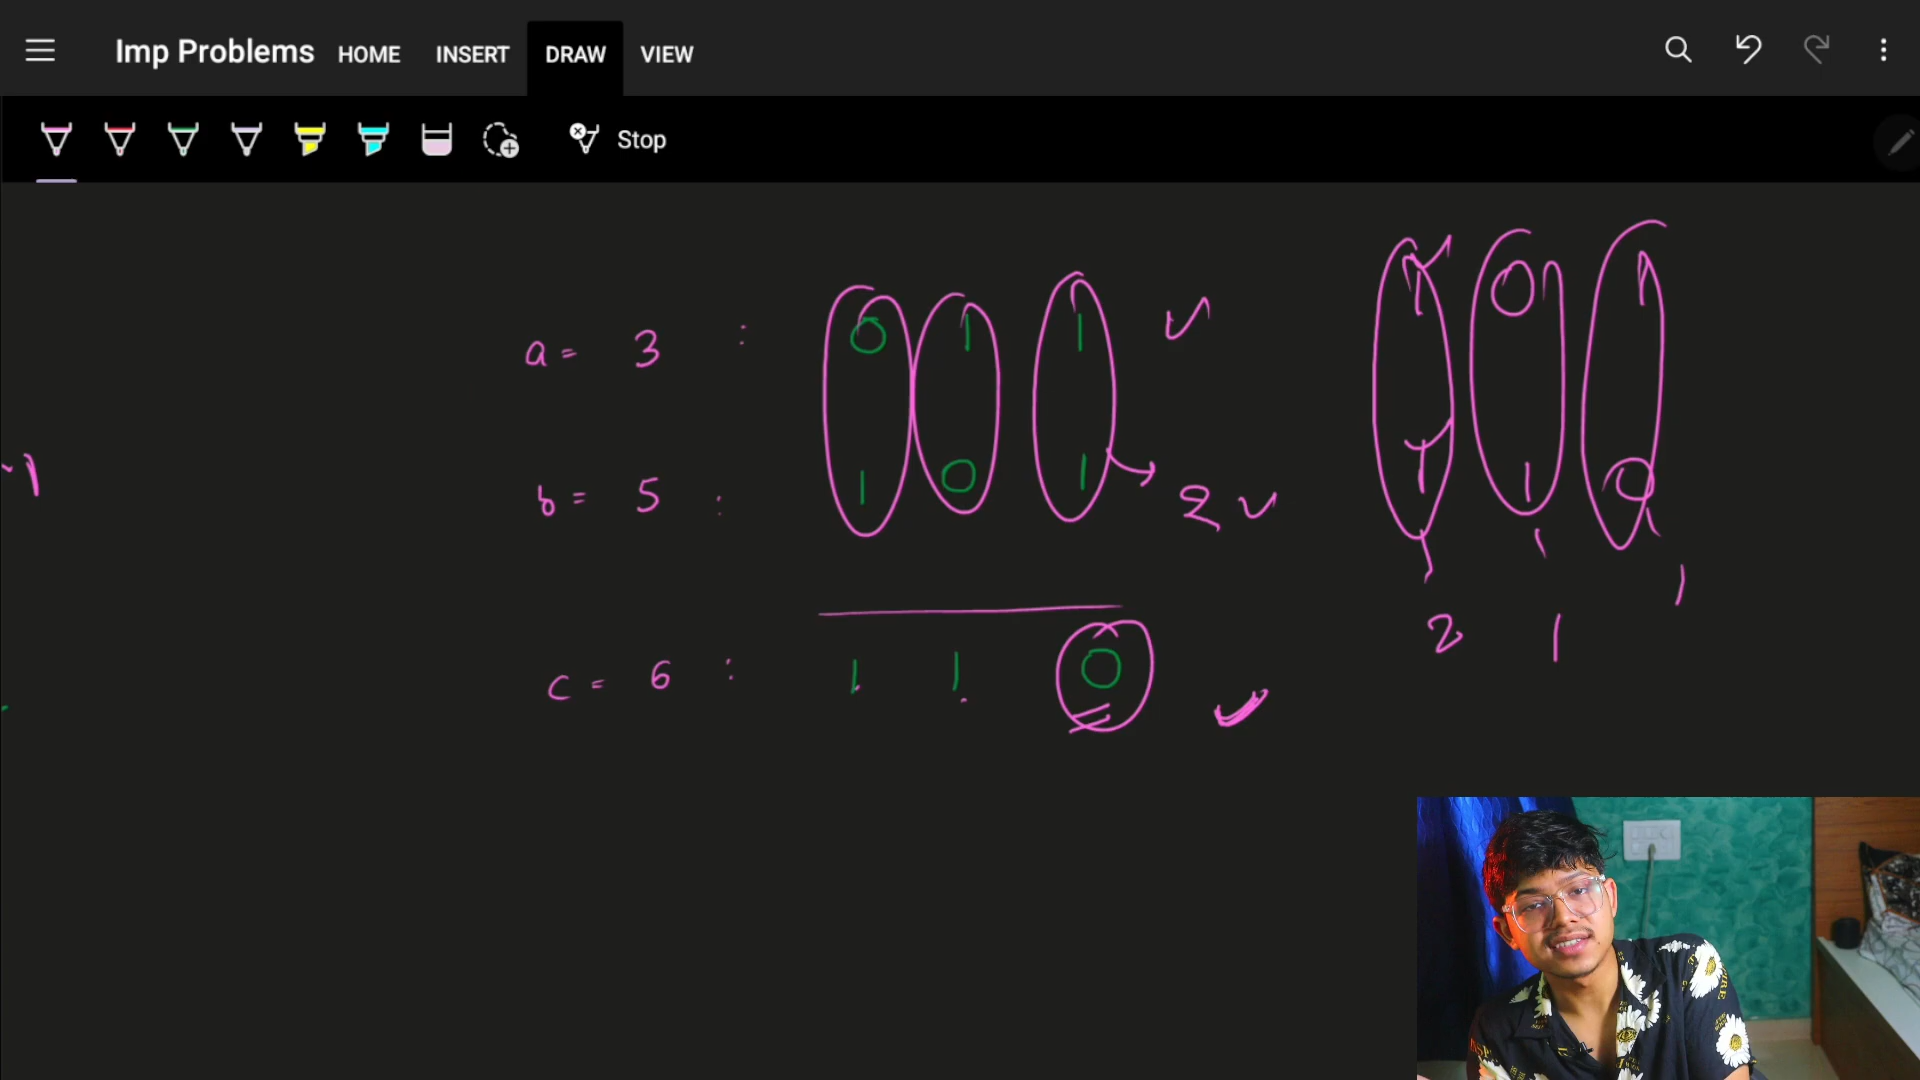 Imp Problems HOME INSERT DRAW VIEW
Stop
a = 3 : 0 1 1
b = 5 : 1 0 1
2
c = 6 : 1 1 0
1 0 1
1 1 0
2 1 1